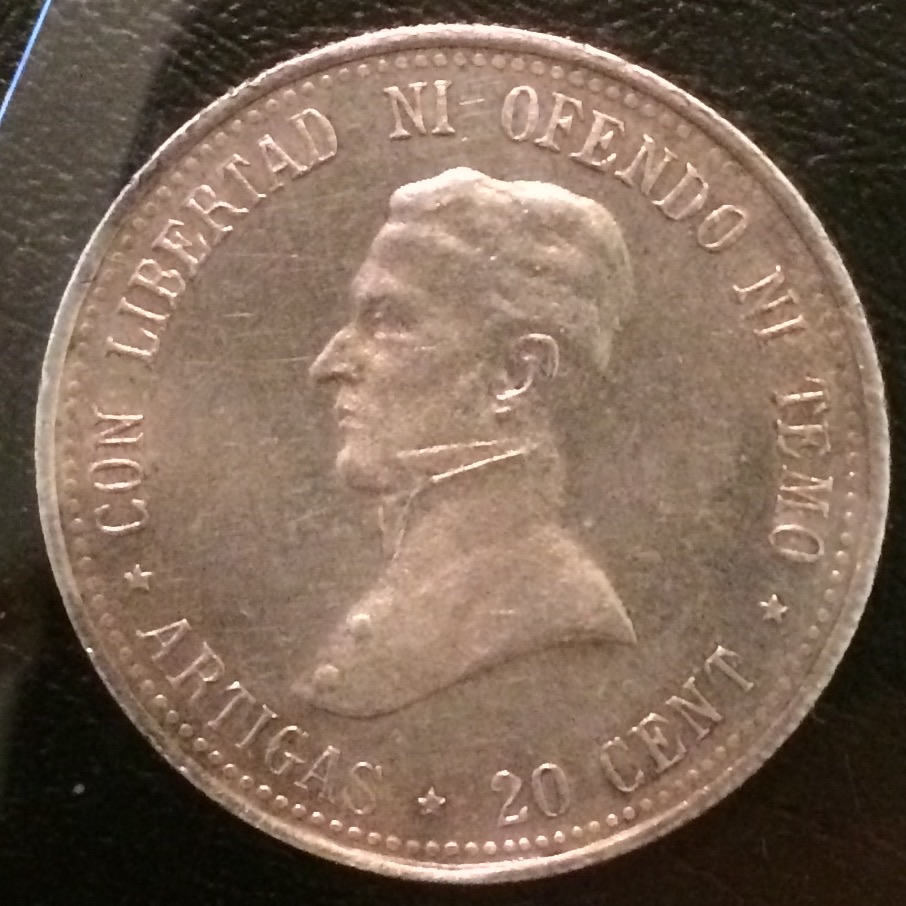 CON LIBERTAD NI OFENDO NI TEMO
ARTIGAS ★ 20 CENT